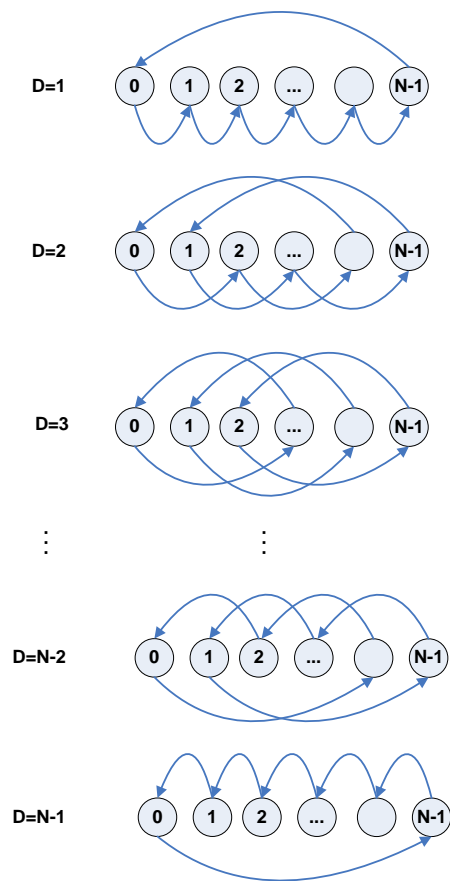 D=1 0 1 2 ... N-1
D=2 0 1 2 ... N-1
D=3 0 1 2 ... N-1
⋮ ⋮
D=N-2 0 1 2 ... N-1
D=N-1 0 1 2 ... N-1